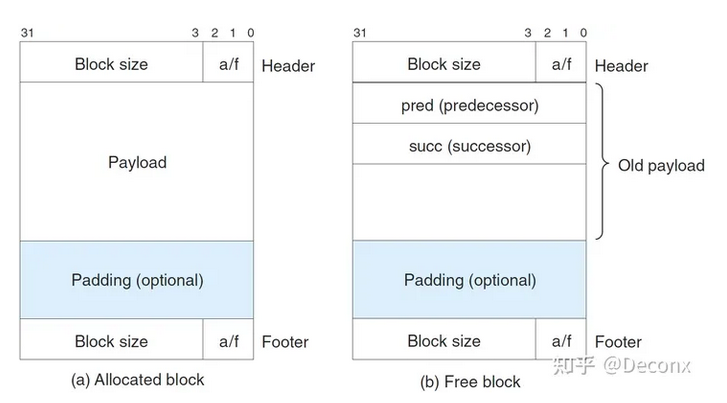 31 3 2 1 0
Block size a/f Header
Payload
Padding (optional)
Block size a/f Footer
(a) Allocated block
31 3 2 1 0
Block size a/f Header
pred (predecessor)
succ (successor)
Old payload
Padding (optional)
Block size a/f Footer
(b) Free block
知乎 @Deconx